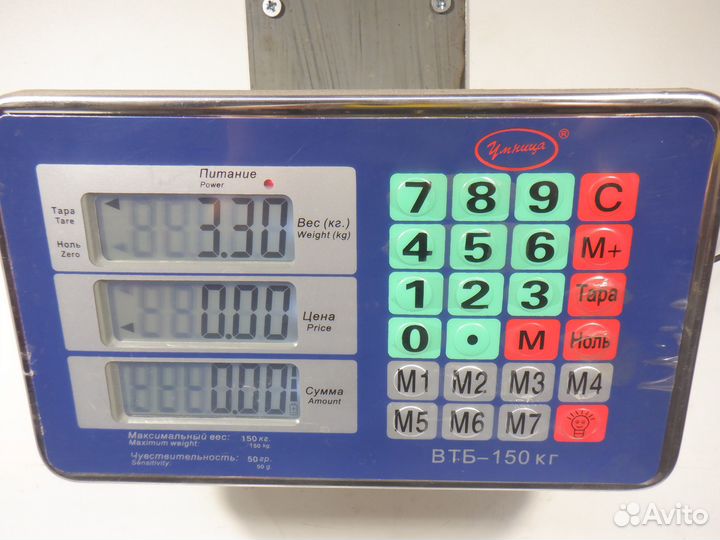 Умница ®
Питание
Power
Тара
Tare
Ноль
Zero
3.30
Вес (кг.)
Weight (kg)
0.00
Цена
Price
0.00
Сумма
Amount
Максимальный вес: 150 кг.
Maximum weight: 150 kg.
Чувствительность: 50 гр.
Sensitivity: 50 g.
7 8 9 C
4 5 6 M+
1 2 3 Тара
0 • M Ноль
M1 M2 M3 M4
M5 M6 M7
ВТБ-150 кг
Avito